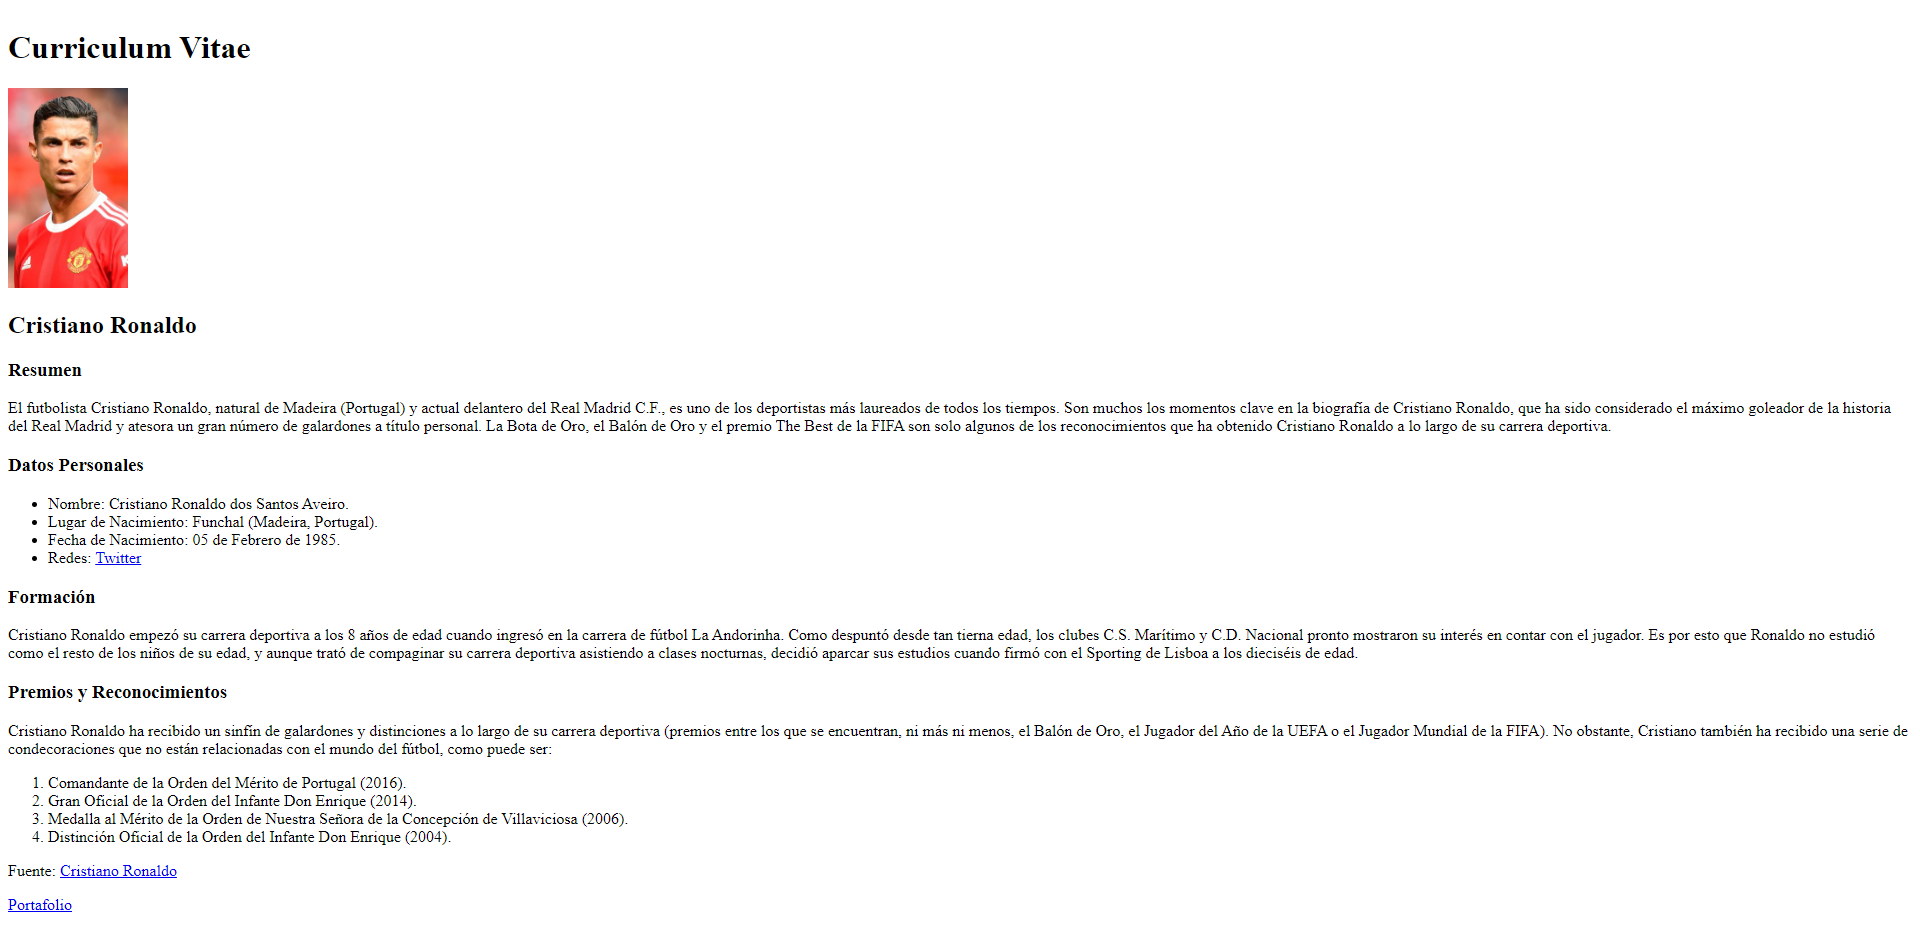 Curriculum Vitae
Cristiano Ronaldo
Resumen
El futbolista Cristiano Ronaldo, natural de Madeira (Portugal) y actual delantero del Real Madrid C.F., es uno de los deportistas más laureados de todos los tiempos. Son muchos los momentos clave en la biografía de Cristiano Ronaldo, que ha sido considerado el máximo goleador de la historia
del Real Madrid y atesora un gran número de galardones a título personal. La Bota de Oro, el Balón de Oro y el premio The Best de la FIFA son solo algunos de los reconocimientos que ha obtenido Cristiano Ronaldo a lo largo de su carrera deportiva.
Datos Personales
• Nombre: Cristiano Ronaldo dos Santos Aveiro.
• Lugar de Nacimiento: Funchal (Madeira, Portugal).
• Fecha de Nacimiento: 05 de Febrero de 1985.
• Redes: Twitter
Formación
Cristiano Ronaldo empezó su carrera deportiva a los 8 años de edad cuando ingresó en la carrera de fútbol La Andorinha. Como despuntó desde tan tierna edad, los clubes C.S. Marítimo y C.D. Nacional pronto mostraron su interés en contar con el jugador. Es por esto que Ronaldo no estudió
como el resto de los niños de su edad, y aunque trató de compaginar su carrera deportiva asistiendo a clases nocturnas, decidió aparcar sus estudios cuando firmó con el Sporting de Lisboa a los dieciséis de edad.
Premios y Reconocimientos
Cristiano Ronaldo ha recibido un sinfín de galardones y distinciones a lo largo de su carrera deportiva (premios entre los que se encuentran, ni más ni menos, el Balón de Oro, el Jugador del Año de la UEFA o el Jugador Mundial de la FIFA). No obstante, Cristiano también ha recibido una serie de
condecoraciones que no están relacionadas con el mundo del fútbol, como puede ser:
1. Comandante de la Orden del Mérito de Portugal (2016).
2. Gran Oficial de la Orden del Infante Don Enrique (2014).
3. Medalla al Mérito de la Orden de Nuestra Señora de la Concepción de Villaviciosa (2006).
4. Distinción Oficial de la Orden del Infante Don Enrique (2004).
Fuente: Cristiano Ronaldo
Portafolio